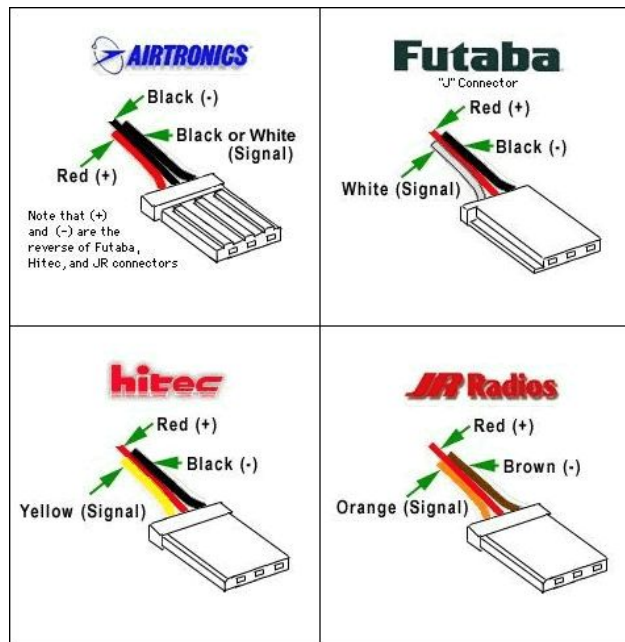 AIRTRONICS
Black (-)
Black or White
(Signal)
Red (+)
Note that (+)
and (-) are the
reverse of Futaba,
Hitec, and JR connectors
Futaba
"J" Connector
Red (+)
Black (-)
White (Signal)
hitec
Red (+)
Black (-)
Yellow (Signal)
JR Radios
Red (+)
Brown (-)
Orange (Signal)